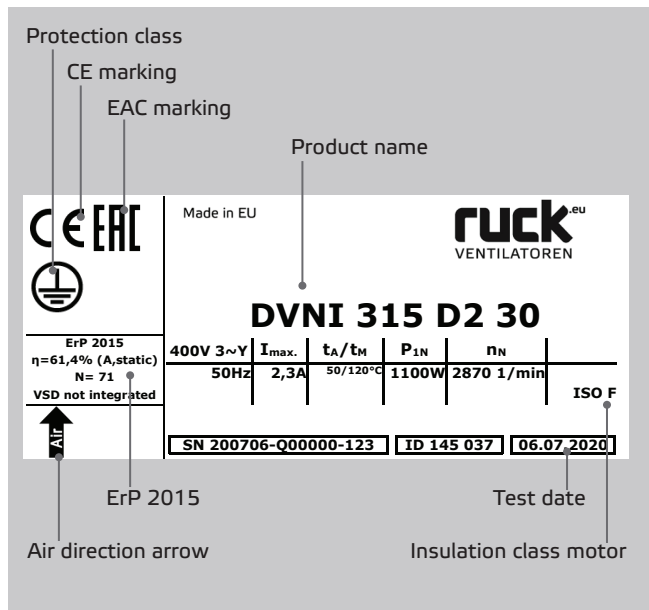 Protection class
CE marking
EAC marking
Product name
CE EAC
Made in EU
ruck.eu
VENTILATOREN
DVNI 315 D2 30
ErP 2015
η=61,4% (A,static)
N= 71
VSD not integrated
400V 3~Y Imax. tA/tM P1N nN
50Hz 2,3A 50/120°C 1100W 2870 1/min
ISO F
Air
SN 200706-Q00000-123 ID 145 037 06.07.2020
ErP 2015
Test date
Air direction arrow
Insulation class motor